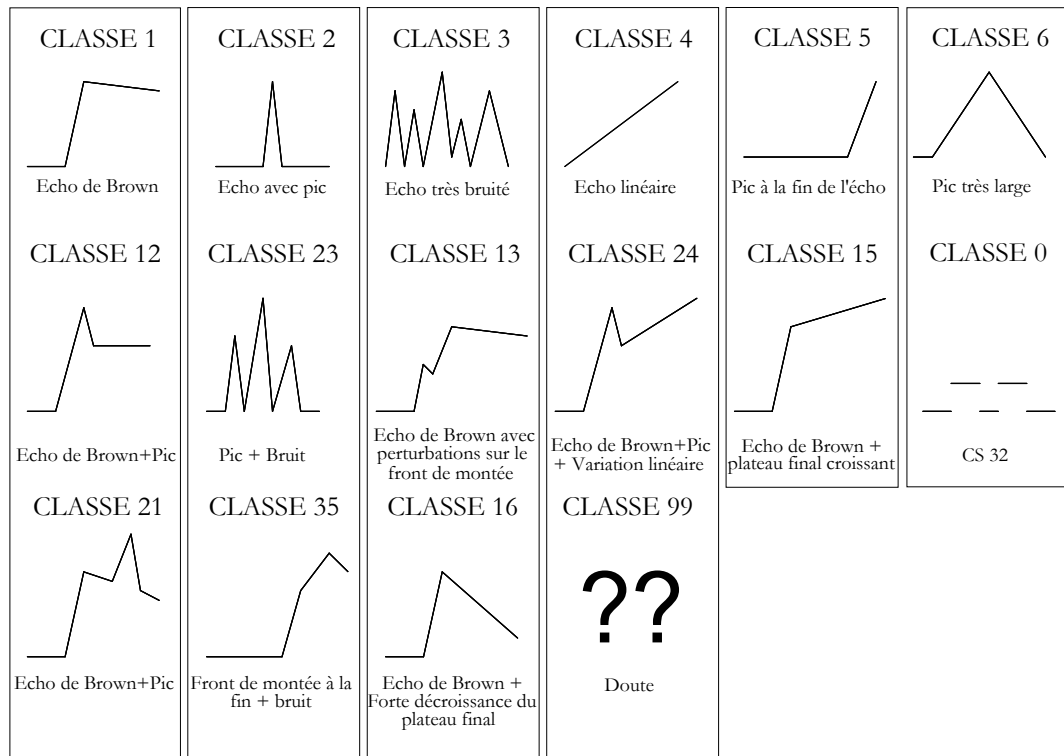 CLASSE 1
Echo de Brown
CLASSE 2
Echo avec pic
CLASSE 3
Echo très bruité
CLASSE 4
Echo linéaire
CLASSE 5
Pic à la fin de l'écho
CLASSE 6
Pic très large
CLASSE 12
Echo de Brown+Pic
CLASSE 23
Pic + Bruit
CLASSE 13
Echo de Brown avec
perturbations sur le
front de montée
CLASSE 24
Echo de Brown+Pic
+ Variation linéaire
CLASSE 15
Echo de Brown +
plateau final croissant
CLASSE 0
CS 32
CLASSE 21
Echo de Brown+Pic
CLASSE 35
Front de montée à la
fin + bruit
CLASSE 16
Echo de Brown +
Forte décroissance du
plateau final
CLASSE 99
??
Doute